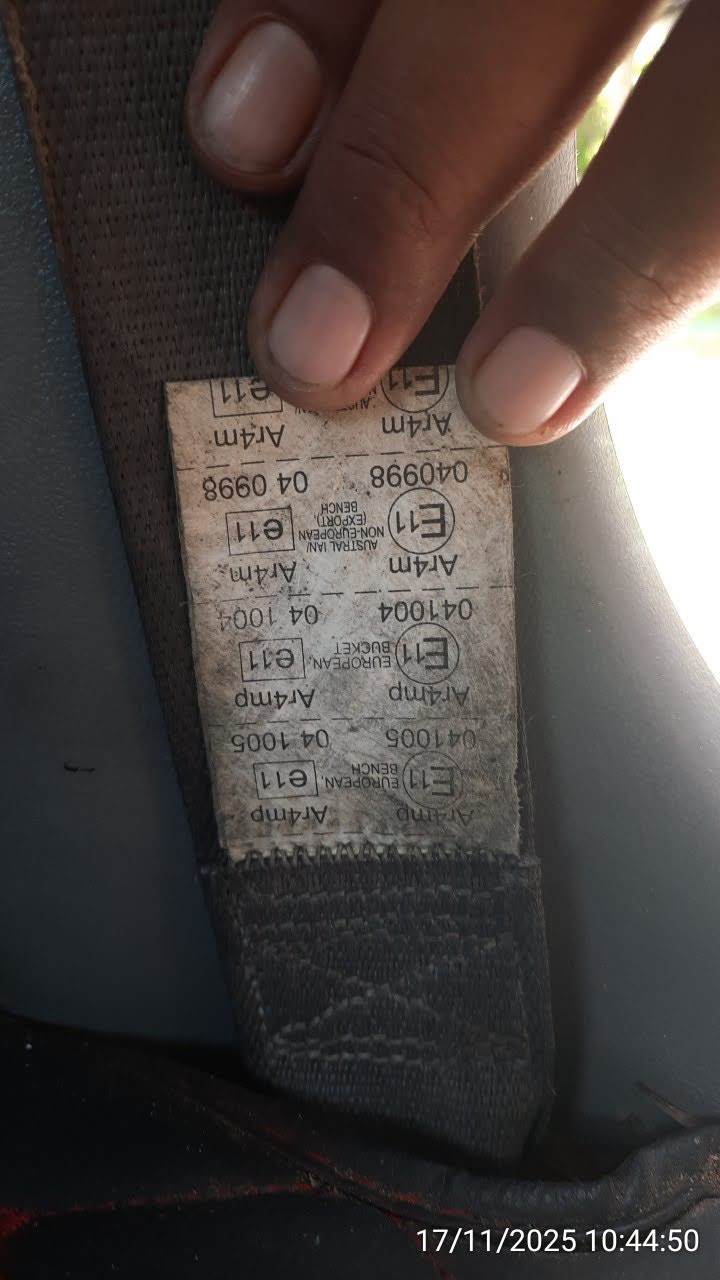 Ar4mp Ar4mp
E11 EUROPEAN, e11
BENCH
041005 04 1005
Ar4mp Ar4mp
E11 EUROPEAN, e11
BUCKET
041004 04 1004
Ar4m Ar4m
AUSTRALIAN/
E11 NON-EUROPEAN e11
(EXPORT),
BENCH
040998 04 0998
Ar4m Ar4m
E11 e11
17/11/2025 10:44:50